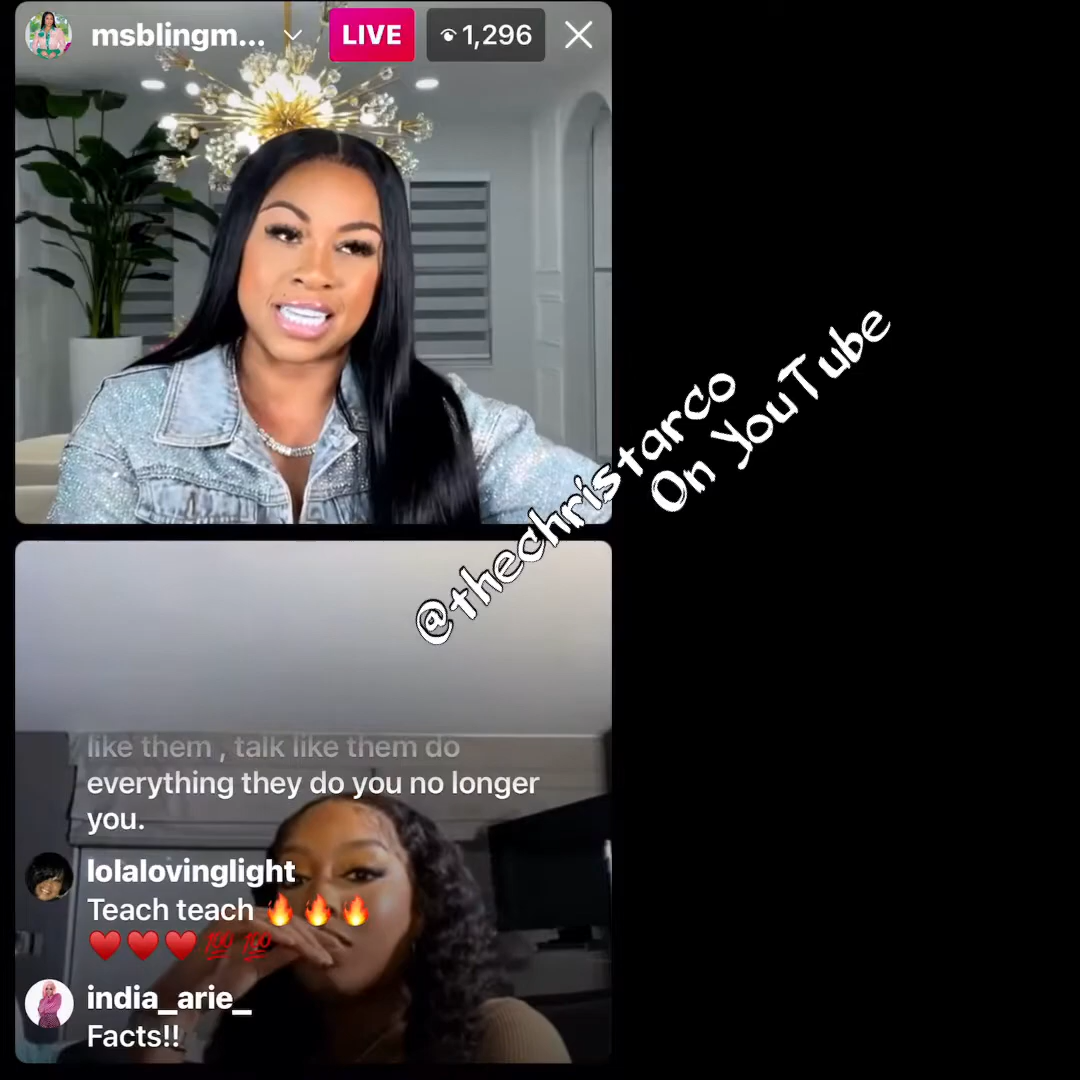 msblingm...
LIVE
1,296
@thechristarco
On YouTube
like them , talk like them do
everything they do you no longer
you.
lolalovinglight
Teach teach 🔥🔥🔥
❤️❤️❤️💯💯
india_arie_
Facts!!